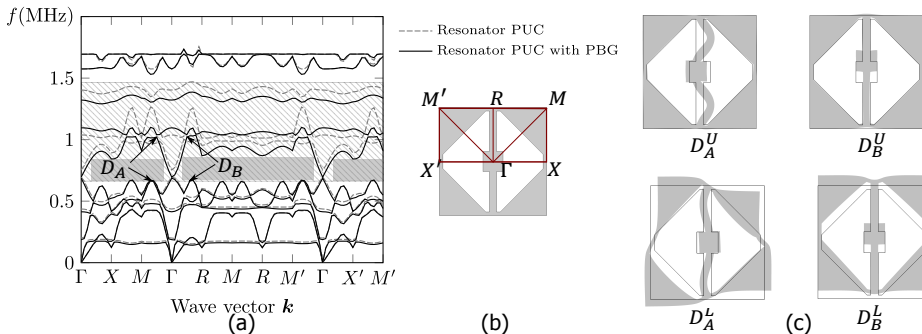 f(MHz)
1.5
1
0.5
0
D_A
D_B
Γ X M Γ R M R M′ Γ X′ M′
Wave vector k
(a)
Resonator PUC
Resonator PUC with PBG
M′ R M
X′ Γ X
(b)
D_A^U D_B^U
D_A^L D_B^L
(c)